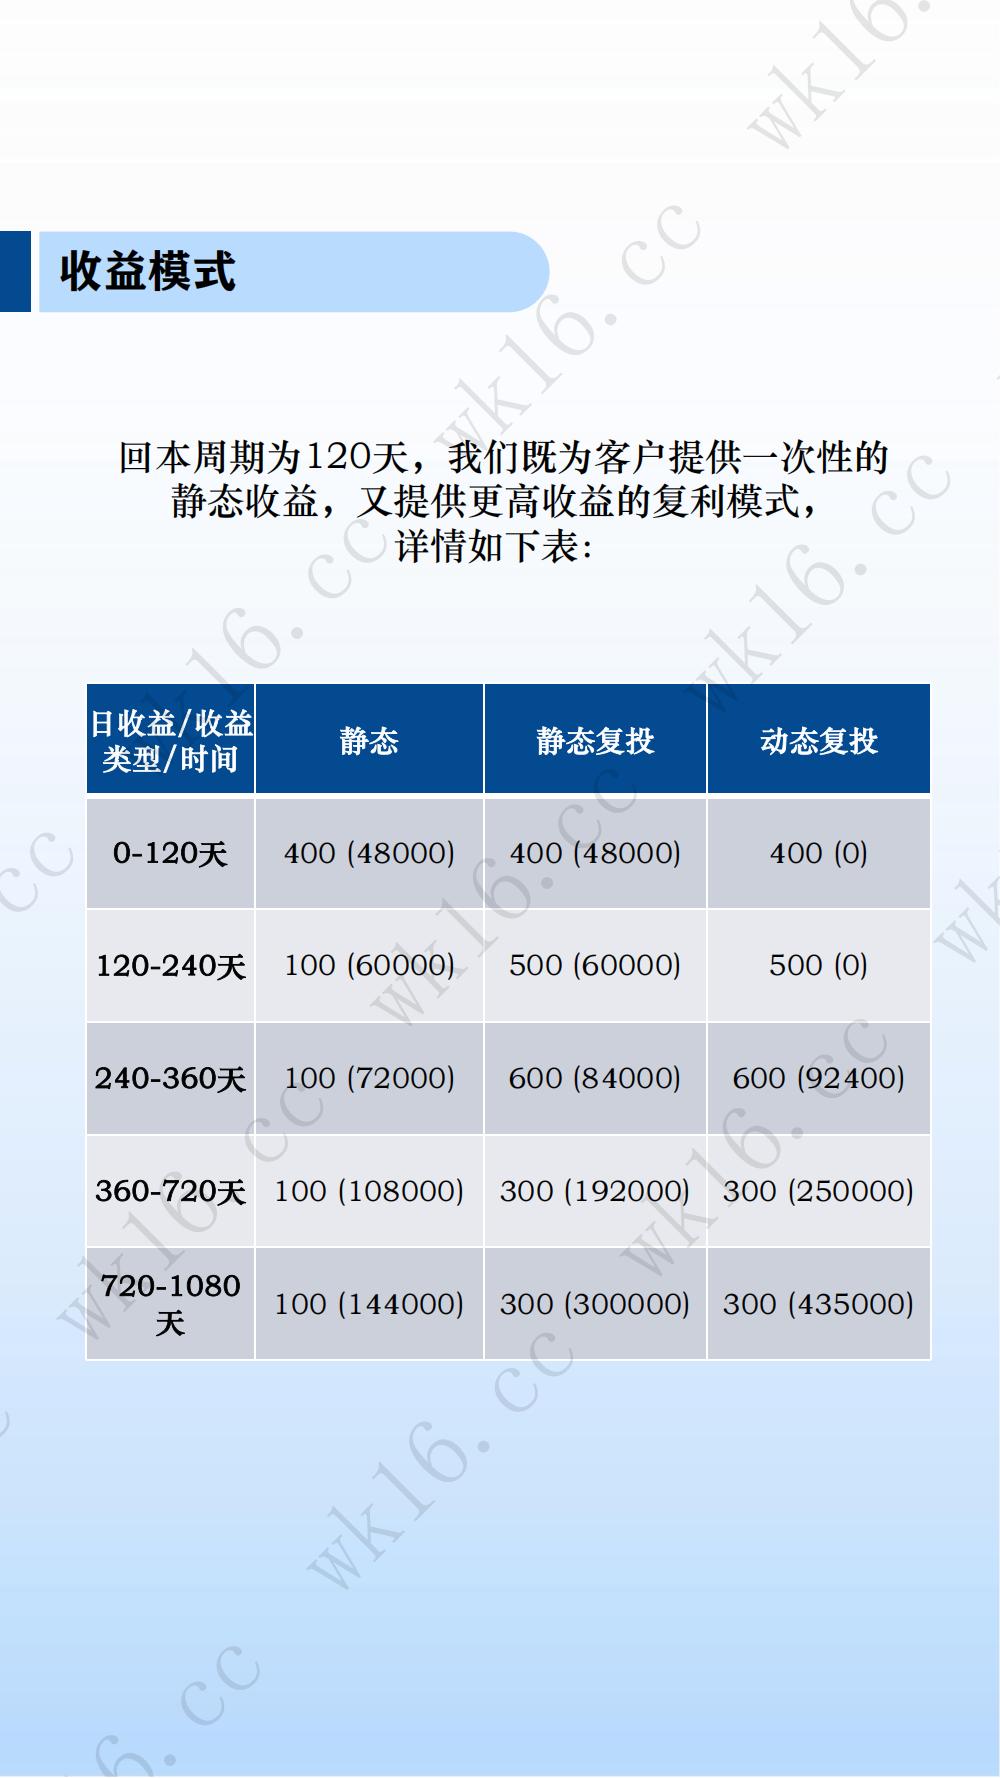 收益模式
回本周期为120天，我们既为客户提供一次性的
静态收益，又提供更高收益的复利模式，
详情如下表：
日收益/收益
类型/时间
静态
静态复投
动态复投
0-120天
400 (48000)
400 (48000)
400 (0)
120-240天
100 (60000)
500 (60000)
500 (0)
240-360天
100 (72000)
600 (84000)
600 (92400)
360-720天
100 (108000)
300 (192000)
300 (250000)
720-1080
天
100 (144000)
300 (300000)
300 (435000)
wk16.cc